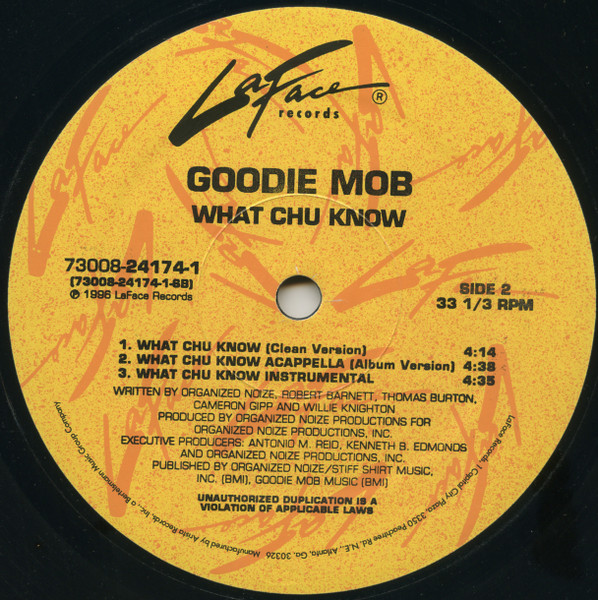 LaFace ®
records
GOODIE MOB
WHAT CHU KNOW
73008-24174-1
(73008-24174-1-SB)
℗ 1996 LaFace Records
SIDE 2
33 1/3 RPM
1. WHAT CHU KNOW (Clean Version) 4:14
2. WHAT CHU KNOW ACAPPELLA (Album Version) 4:38
3. WHAT CHU KNOW INSTRUMENTAL 4:35
WRITTEN BY ORGANIZED NOIZE, ROBERT BARNETT, THOMAS BURTON,
CAMERON GIPP AND WILLIE KNIGHTON
PRODUCED BY ORGANIZED NOIZE PRODUCTIONS FOR
ORGANIZED NOIZE PRODUCTIONS, INC.
EXECUTIVE PRODUCERS: ANTONIO M. REID, KENNETH B. EDMONDS
AND ORGANIZED NOIZE PRODUCTIONS, INC.
PUBLISHED BY ORGANIZED NOIZE/STIFF SHIRT MUSIC,
INC. (BMI), GOODIE MOB MUSIC (BMI)
UNAUTHORIZED DUPLICATION IS A
VIOLATION OF APPLICABLE LAWS
LaFace Records, 1 Capital City Plaza, 3350 Peachtree Rd. N.E., Atlanta, Ga. 30326 Manufactured by Arista Records, Inc., a Bertelsmann Music Group Company